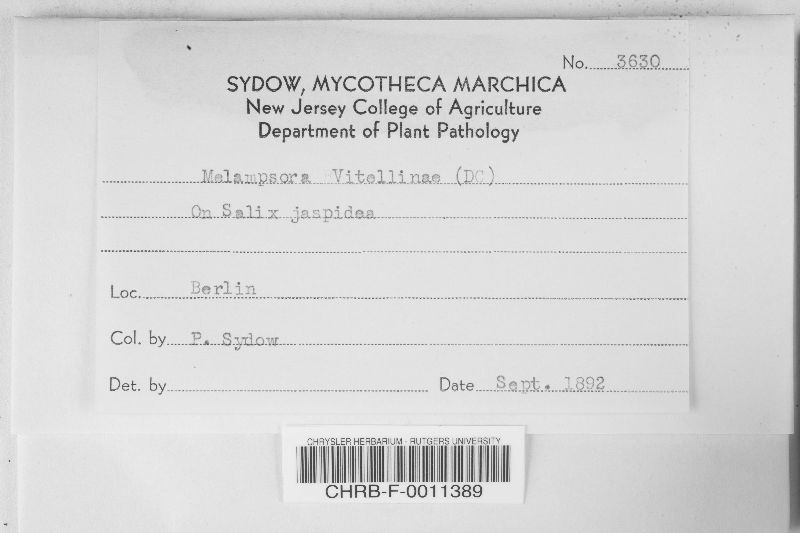 No. 3630
SYDOW, MYCOTHECA MARCHICA
New Jersey College of Agriculture
Department of Plant Pathology
Melampsora Vitellinae (DC)
On Salix jaspidea
Loc. Berlin
Col. by P. Sydow
Det. by Date Sept. 1892
CHRYSLER HERBARIUM - RUTGERS UNIVERSITY
CHRB-F-0011389